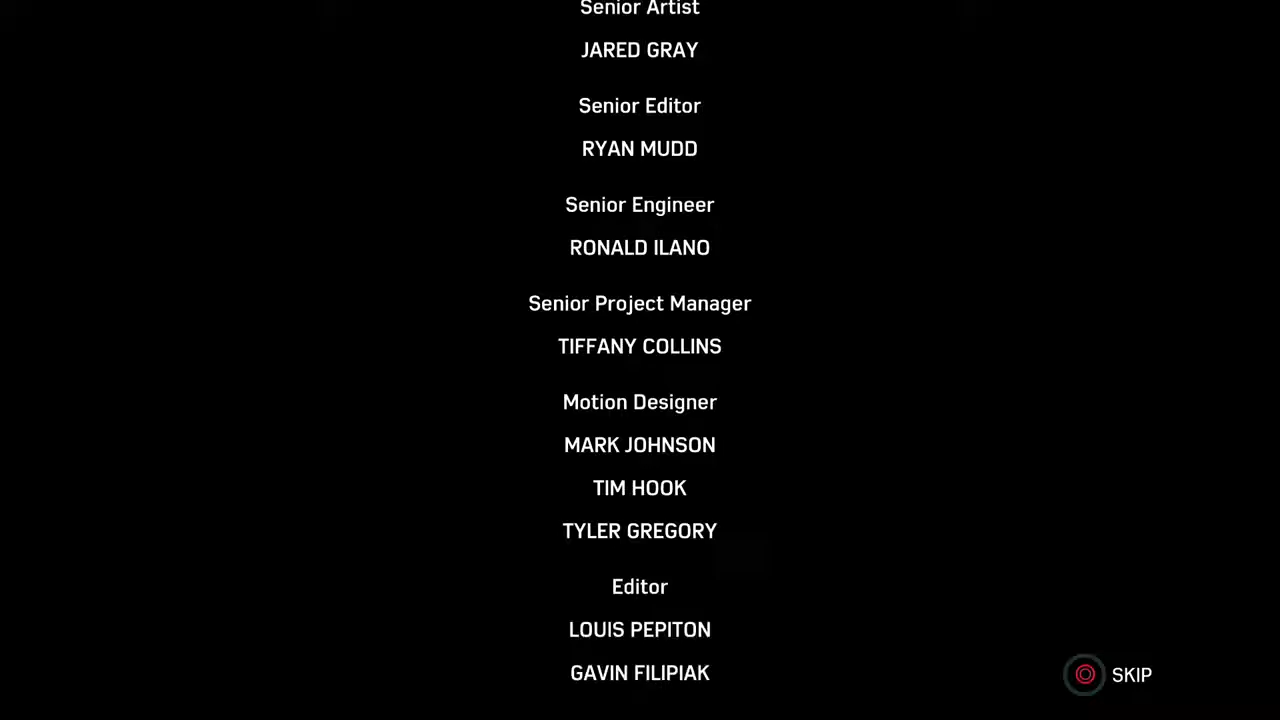 Senior Artist
JARED GRAY
Senior Editor
RYAN MUDD
Senior Engineer
RONALD ILANO
Senior Project Manager
TIFFANY COLLINS
Motion Designer
MARK JOHNSON
TIM HOOK
TYLER GREGORY
Editor
LOUIS PEPITON
GAVIN FILIPIAK
SKIP